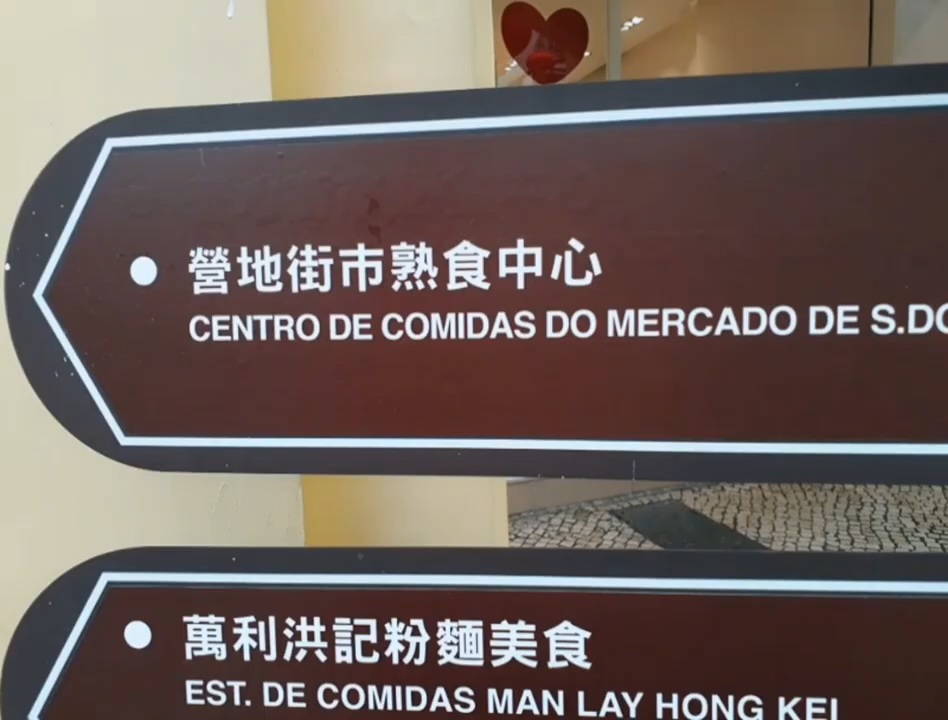 營地街市熟食中心
CENTRO DE COMIDAS DO MERCADO DE
萬利洪記粉麵美食
EST. DE COMIDAS MAN LAY HONG KEI